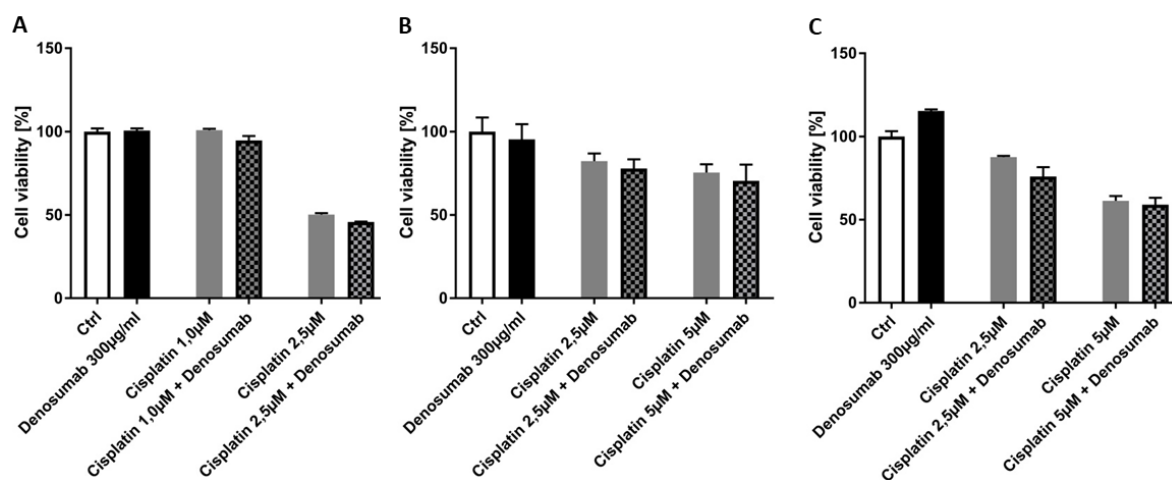 A
Cell viability [%]
150
100
50
0
Ctrl
Denosumab 300µg/ml
Cisplatin 1,0µM
Cisplatin 1,0µM + Denosumab
Cisplatin 2,5µM
Cisplatin 2,5µM + Denosumab
B
Cell viability [%]
150
100
50
0
Ctrl
Denosumab 300µg/ml
Cisplatin 2,5µM
Cisplatin 2,5µM + Denosumab
Cisplatin 5µM
Cisplatin 5µM + Denosumab
C
Cell viability [%]
150
100
50
0
Ctrl
Denosumab 300µg/ml
Cisplatin 2,5µM
Cisplatin 2,5µM + Denosumab
Cisplatin 5µM
Cisplatin 5µM + Denosumab